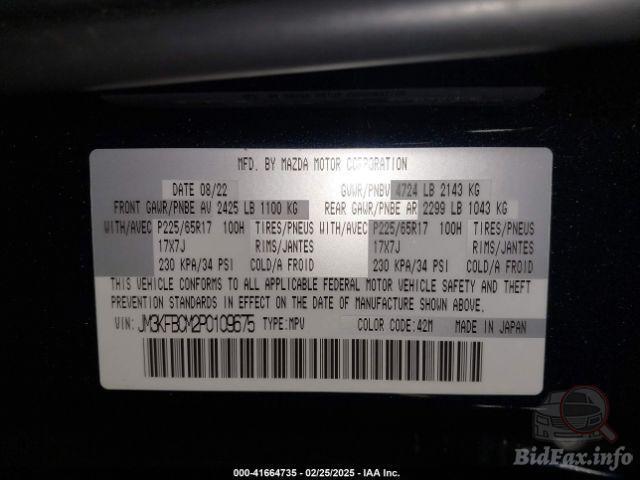 MFD. BY MAZDA MOTOR CORPORATION
DATE 08/22 GVWR/PNBV 4724 LB 2143 KG
FRONT GAWR/PNBE AV 2425 LB 1100 KG REAR GAWR/PNBE AR 2299 LB 1043 KG
WITH/AVEC P225/65R17 100H TIRES/PNEUS WITH/AVEC P225/65R17 100H TIRES/PNEUS
17X7J RIMS/JANTES 17X7J RIMS/JANTES
230 KPA/34 PSI COLD/A FROID 230 KPA/34 PSI COLD/A FROID
THIS VEHICLE CONFORMS TO ALL APPLICABLE FEDERAL MOTOR VEHICLE SAFETY AND THEFT
PREVENTION STANDARDS IN EFFECT ON THE DATE OF MANUFACTURE SHOWN ABOVE.
VIN: JM3KFBCM2P0109675 TYPE:MPV COLOR CODE:42M MADE IN JAPAN
000-41664735 - 02/25/2025 - IAA Inc.
BidFax.info